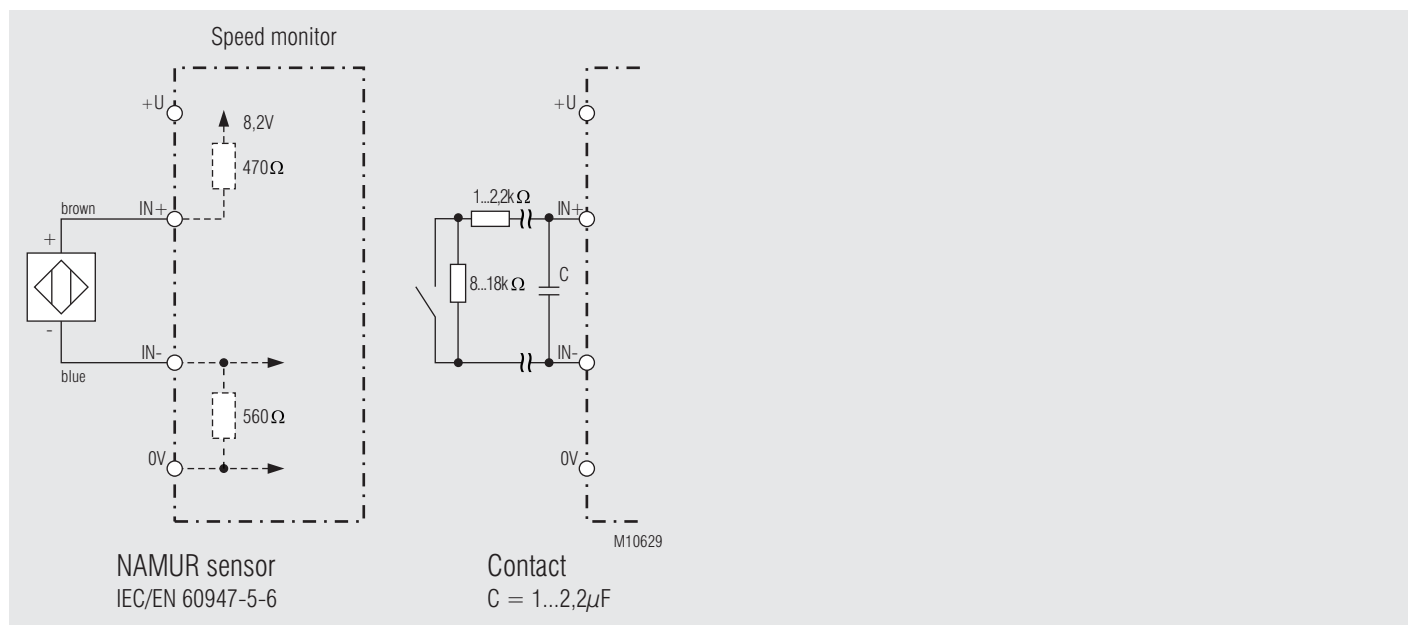 Speed monitor
+U
8,2V
470Ω
brown
IN+
+
-
IN-
blue
560Ω
0V
NAMUR sensor
IEC/EN 60947-5-6
+U
1...2,2kΩ
IN+
8...18kΩ
C
IN-
0V
M10629
Contact
C = 1...2,2µF